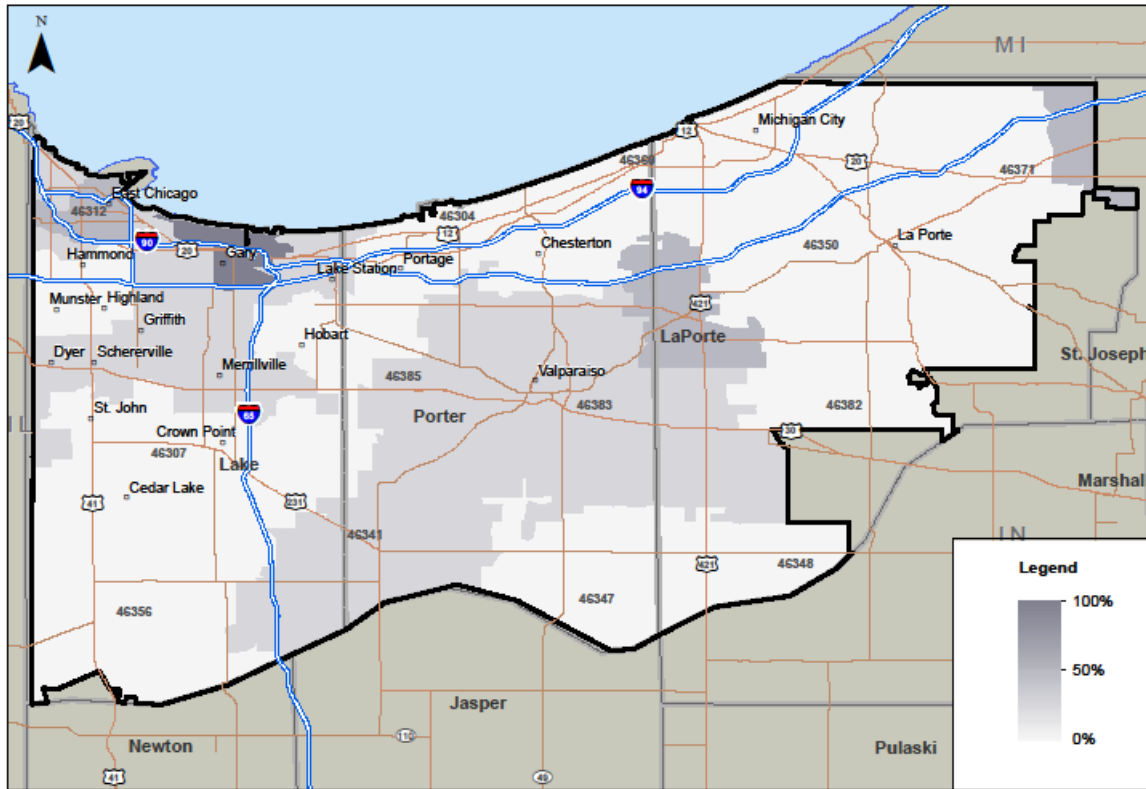 N
MI
20
12
Michigan City
46360
20
46371
East Chicago
46312
46304
94
12
90
20
Gary
Hammond
Chesterton
46350
La Porte
Lake Station
Portage
Munster
Highland
Griffith
421
Hobart
LaPorte
Dyer
Schererville
Merrillville
46385
Valparaiso
St. Joseph
St. John
65
Porter
46383
46382
IL
Crown Point
30
46307
Lake
Marshal
Cedar Lake
41
231
46341
IN
421
46348
46356
46347
Legend
100%
50%
0%
Jasper
Newton
110
Pulaski
41
49